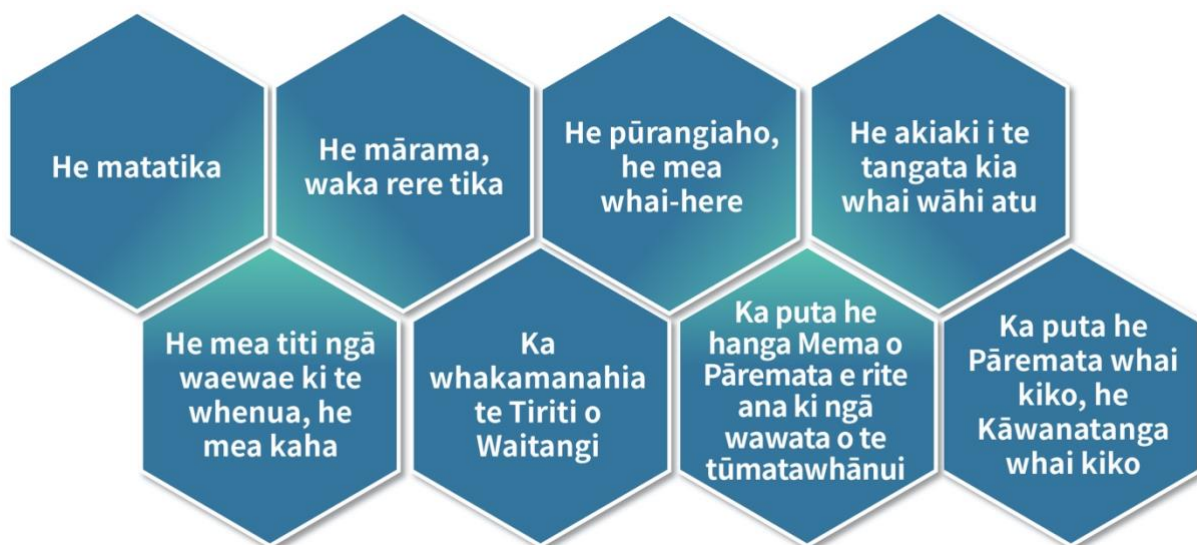 He matatika
He mārama,
waka rere tika
He pūrangiaho,
he mea
whai-here
He akiaki i te
tangata kia
whai wāhi atu
He mea titi ngā
waewae ki te
whenua, he
mea kaha
Ka
whakamanahia
te Tiriti o
Waitangi
Ka puta he
hanga Mema o
Pāremata e rite
ana ki ngā
wawata o te
tūmatawhānui
Ka puta he
Pāremata whai
kiko, he
Kāwanatanga
whai kiko